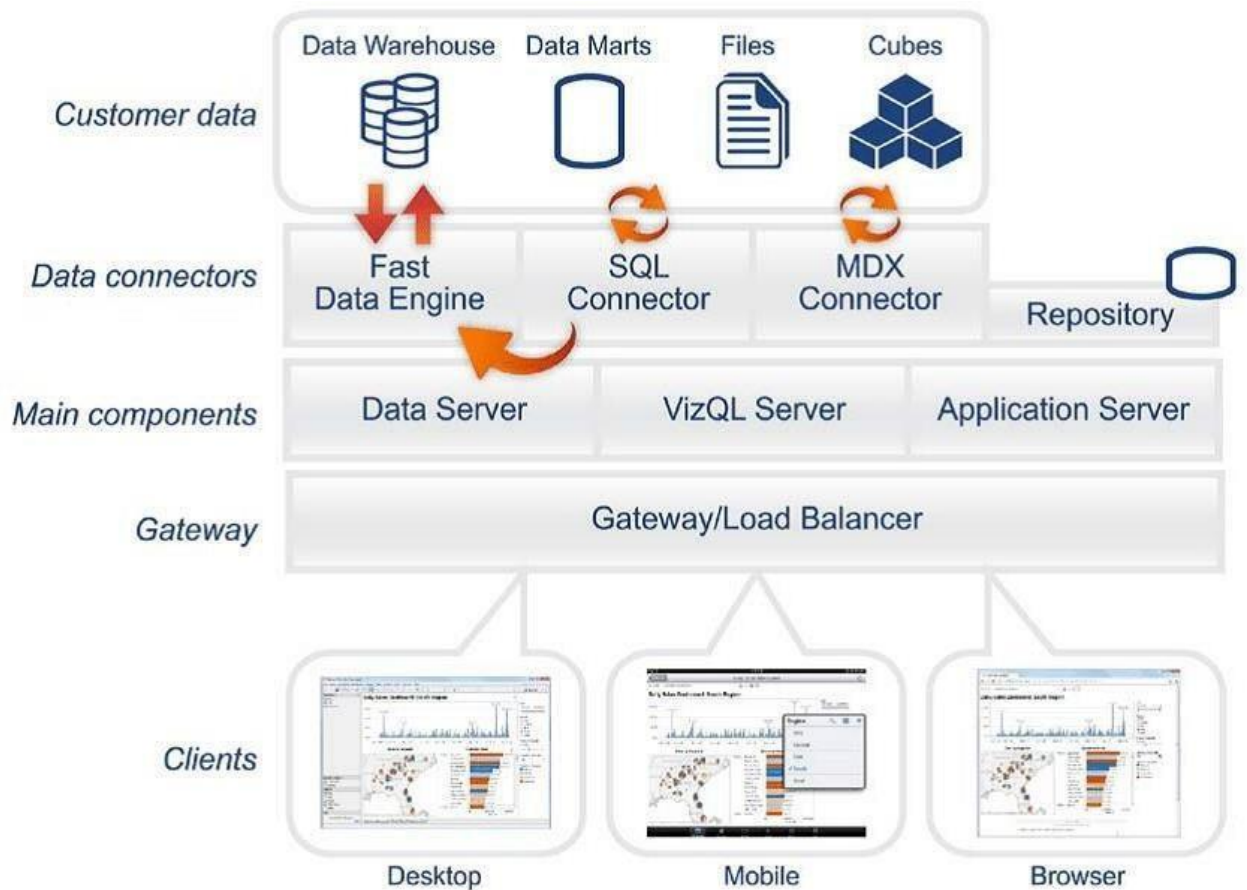 Data Warehouse
Data Marts
Files
Cubes
Customer data
Data connectors
Fast
Data Engine
SQL
Connector
MDX
Connector
Repository
Main components
Data Server
VizQL Server
Application Server
Gateway
Gateway/Load Balancer
Clients
Desktop
Mobile
Browser